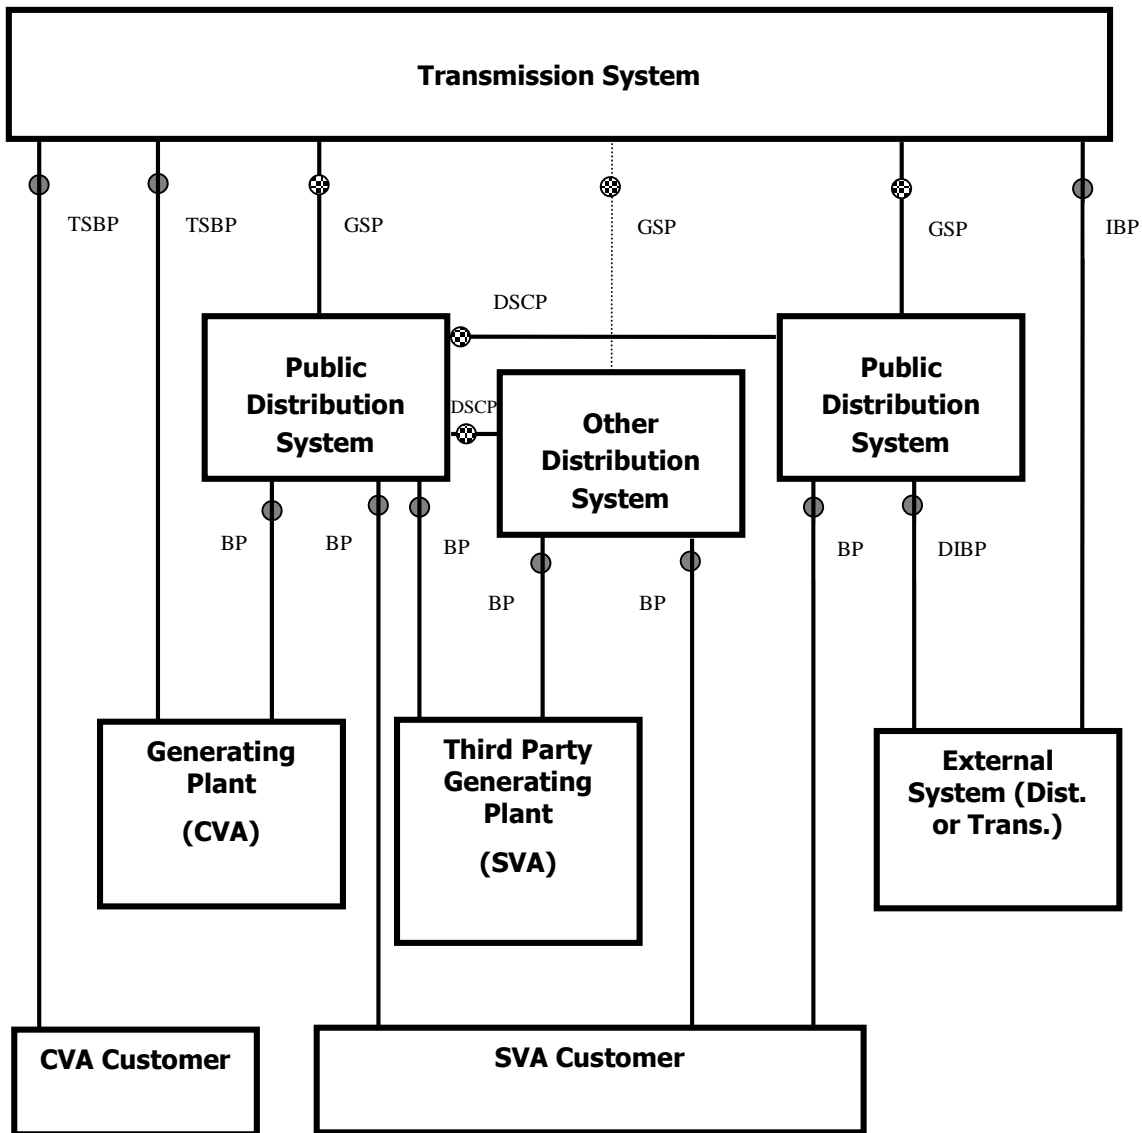 Transmission System
TSBP
TSBP
GSP
GSP
GSP
IBP
DSCP
Public
Distribution
System
DSCP
Other
Distribution
System
Public
Distribution
System
BP
BP
BP
BP
BP
BP
DIBP
Generating
Plant
(CVA)
Third Party
Generating
Plant
(SVA)
External
System (Dist.
or Trans.)
CVA Customer
SVA Customer